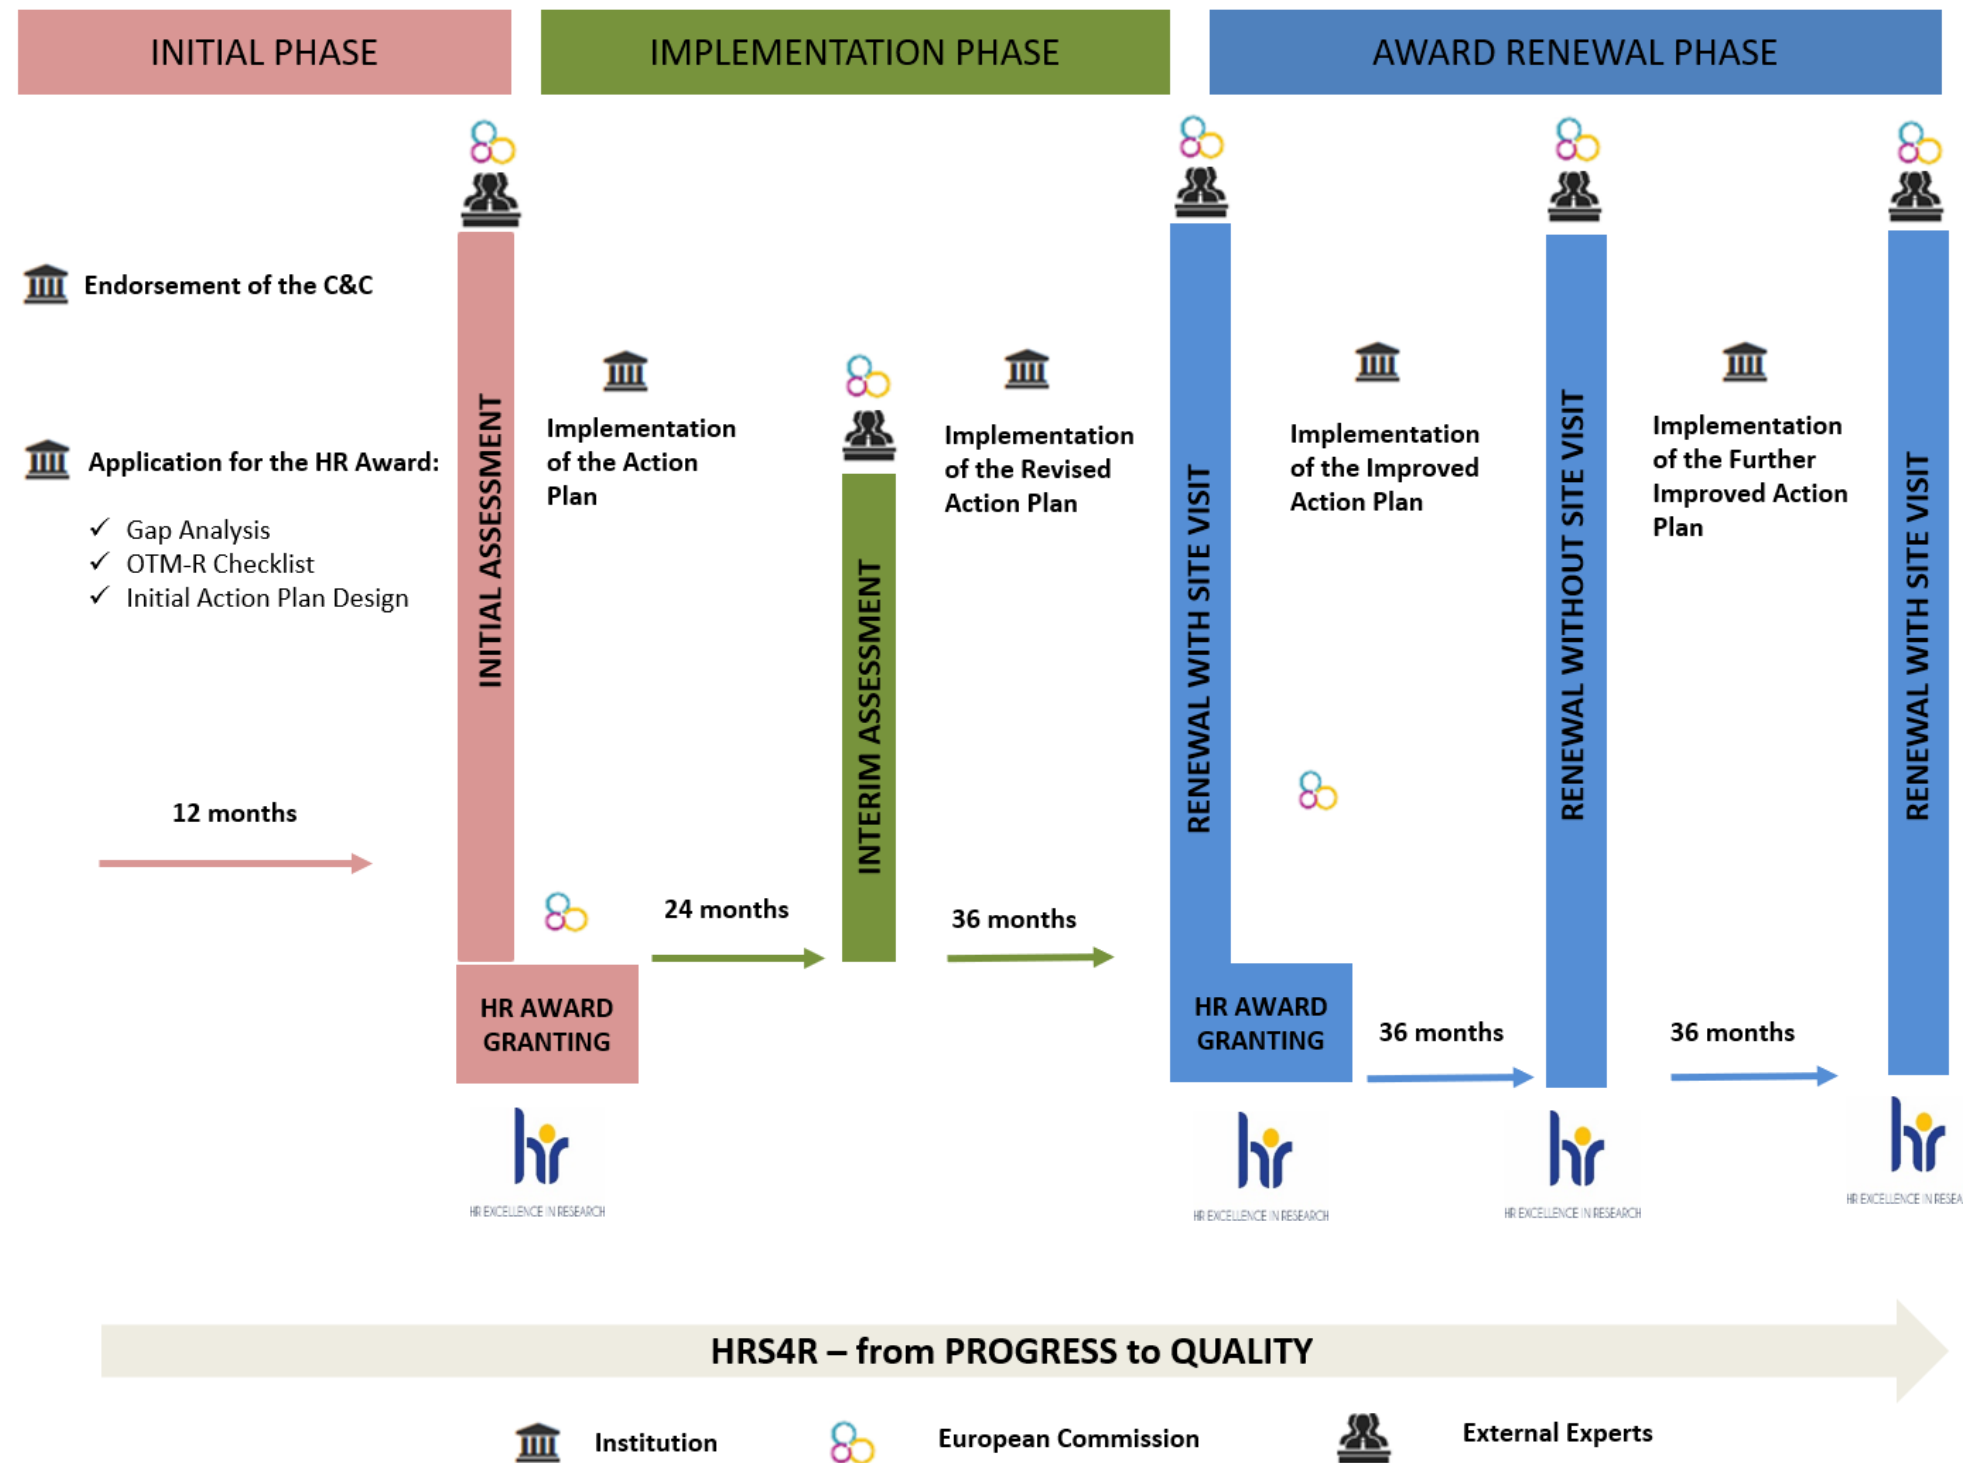 INITIAL PHASE
IMPLEMENTATION PHASE
AWARD RENEWAL PHASE
Endorsement of the C&C
Application for the HR Award:
✓ Gap Analysis
✓ OTM-R Checklist
✓ Initial Action Plan Design
12 months
INITIAL ASSESSMENT
HR AWARD
GRANTING
HR EXCELLENCE IN RESEARCH
Implementation
of the Action
Plan
24 months
INTERIM ASSESSMENT
Implementation
of the Revised
Action Plan
36 months
RENEWAL WITH SITE VISIT
HR AWARD
GRANTING
HR EXCELLENCE IN RESEARCH
Implementation
of the Improved
Action Plan
36 months
RENEWAL WITHOUT SITE VISIT
HR EXCELLENCE IN RESEARCH
Implementation
of the Further
Improved Action
Plan
36 months
RENEWAL WITH SITE VISIT
HR EXCELLENCE IN RESEA
HRS4R – from PROGRESS to QUALITY
Institution
European Commission
External Experts